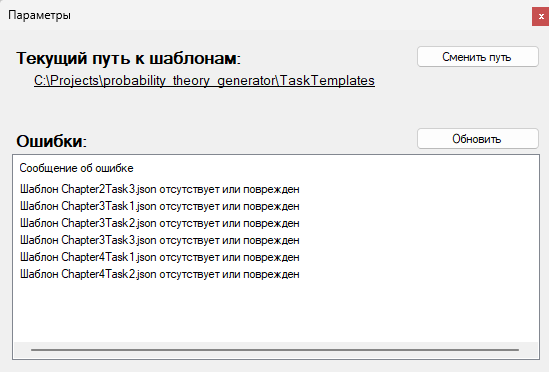 Параметры
x
Текущий путь к шаблонам:
Сменить путь
C:\Projects\probability_theory_generator\TaskTemplates
Ошибки:
Обновить
Сообщение об ошибке
Шаблон Chapter2Task3.json отсутствует или поврежден
Шаблон Chapter3Task1.json отсутствует или поврежден
Шаблон Chapter3Task2.json отсутствует или поврежден
Шаблон Chapter3Task3.json отсутствует или поврежден
Шаблон Chapter4Task1.json отсутствует или поврежден
Шаблон Chapter4Task2.json отсутствует или поврежден